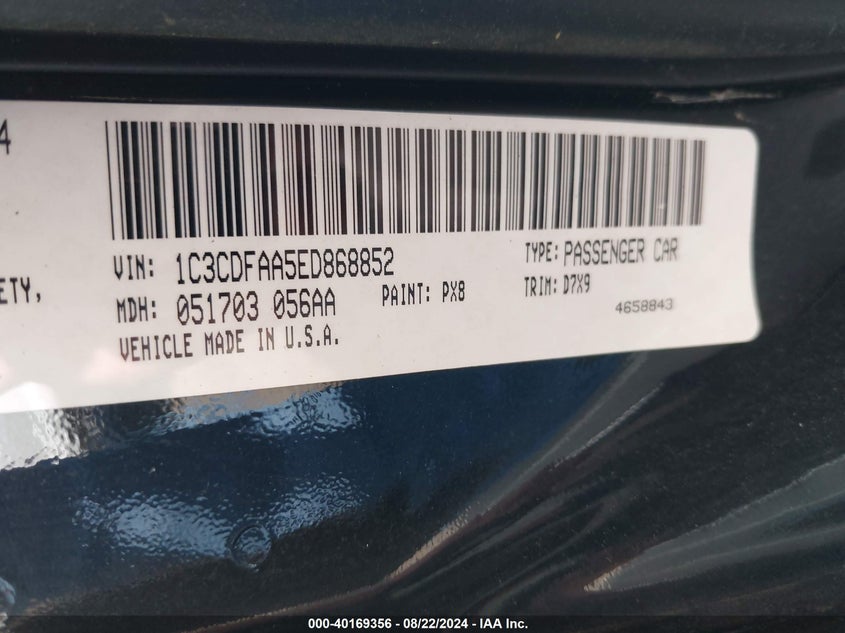 4
VIN: 1C3CDFAA5ED868852
TYPE: PASSENGER CAR
ETY,
MDH: 051703 056AA
PAINT: PX8
TRIM: D7X9
4658843
VEHICLE MADE IN U.S.A.
000-40169356 - 08/22/2024 - IAA Inc.